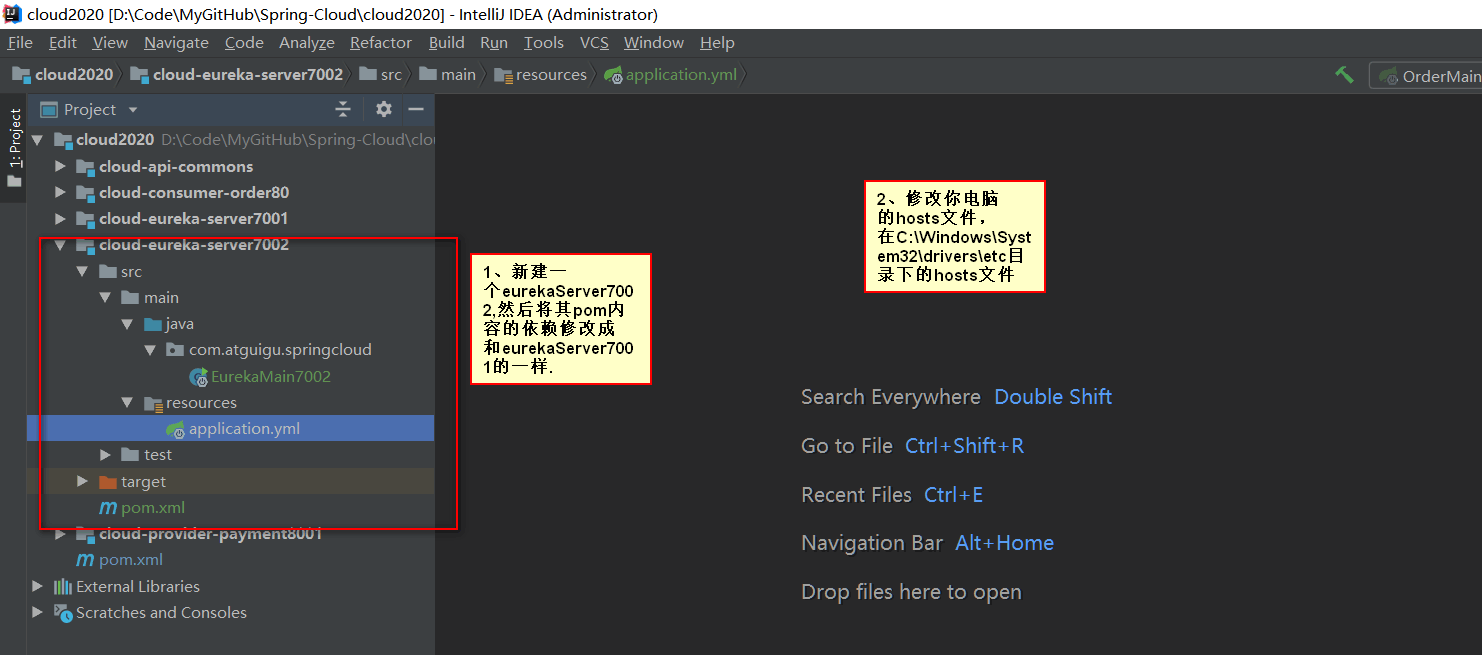 cloud2020 [D:\Code\MyGitHub\Spring-Cloud\cloud2020] - IntelliJ IDEA (Administrator)
File Edit View Navigate Code Analyze Refactor Build Run Tools VCS Window Help
cloud2020 cloud-eureka-server7002 src main resources application.yml OrderMain
1: Project
Project
cloud2020 D:\Code\MyGitHub\Spring-Cloud\clo
cloud-api-commons
cloud-consumer-order80
cloud-eureka-server7001
cloud-eureka-server7002
src
main
java
com.atguigu.springcloud
EurekaMain7002
resources
application.yml
test
target
pom.xml
cloud-provider-payment8001
pom.xml
External Libraries
Scratches and Consoles
1、新建一
个eurekaServer700
2,然后将其pom内
容的依赖修改成
和eurekaServer700
1的一样.
2、修改你电脑
的hosts文件，
在C:\Windows\Syst
em32\drivers\etc目
录下的hosts文件
Search Everywhere Double Shift
Go to File Ctrl+Shift+R
Recent Files Ctrl+E
Navigation Bar Alt+Home
Drop files here to open